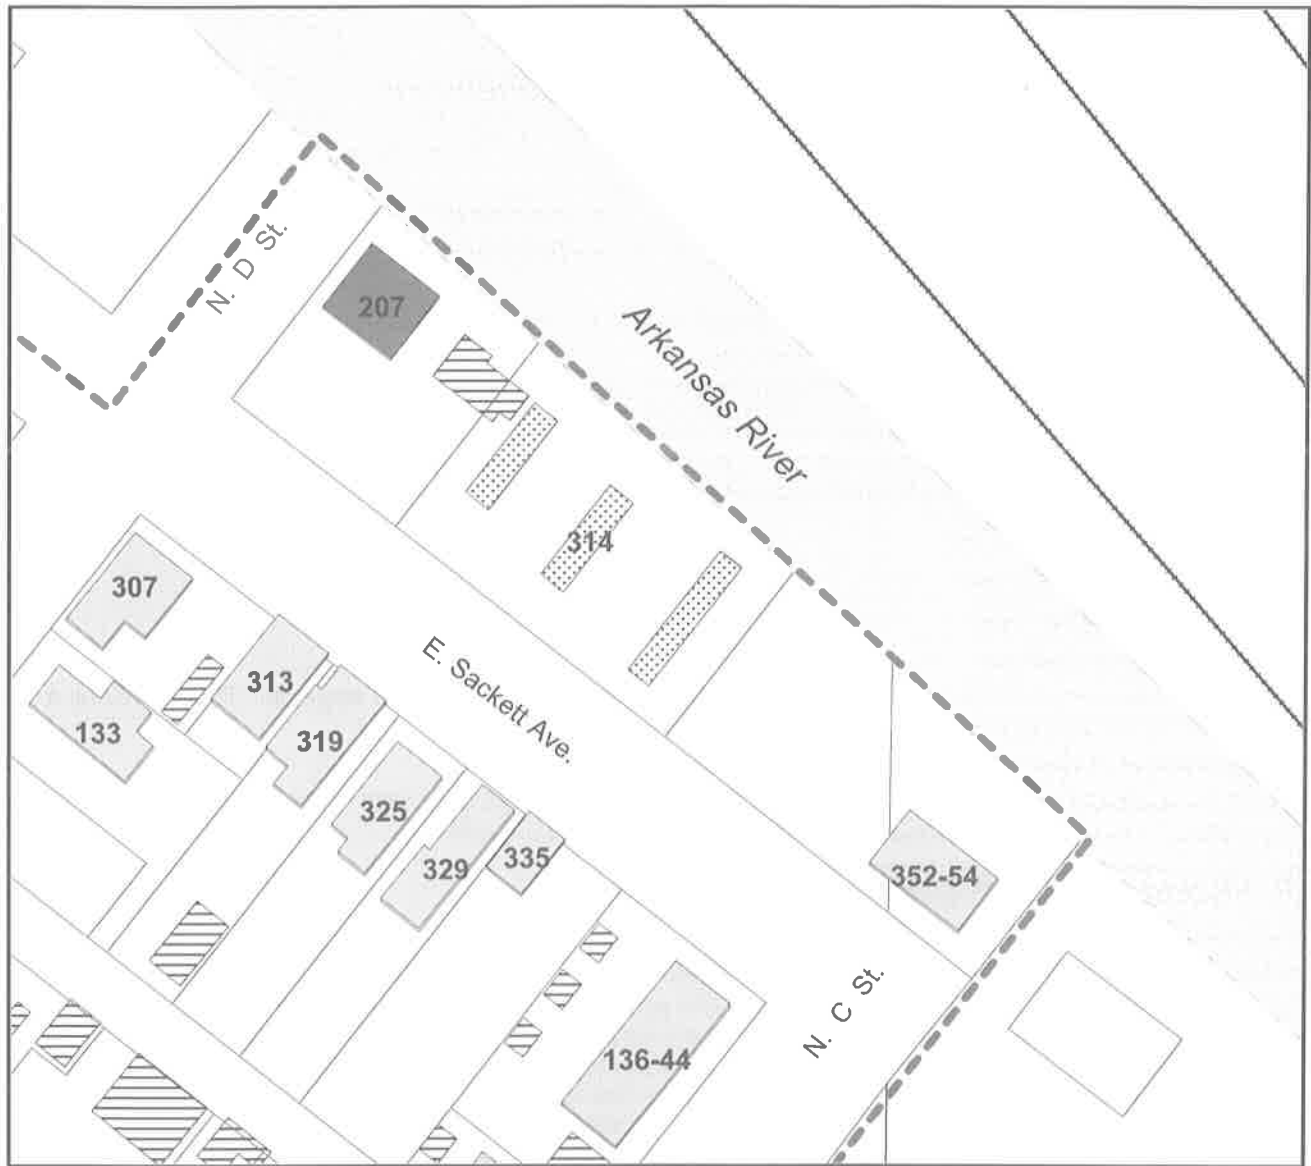 N. D St.
207
Arkansas River
314
307
E. Sackett Ave.
313
133
319
325
329
335
352-54
N. C St.
136-44